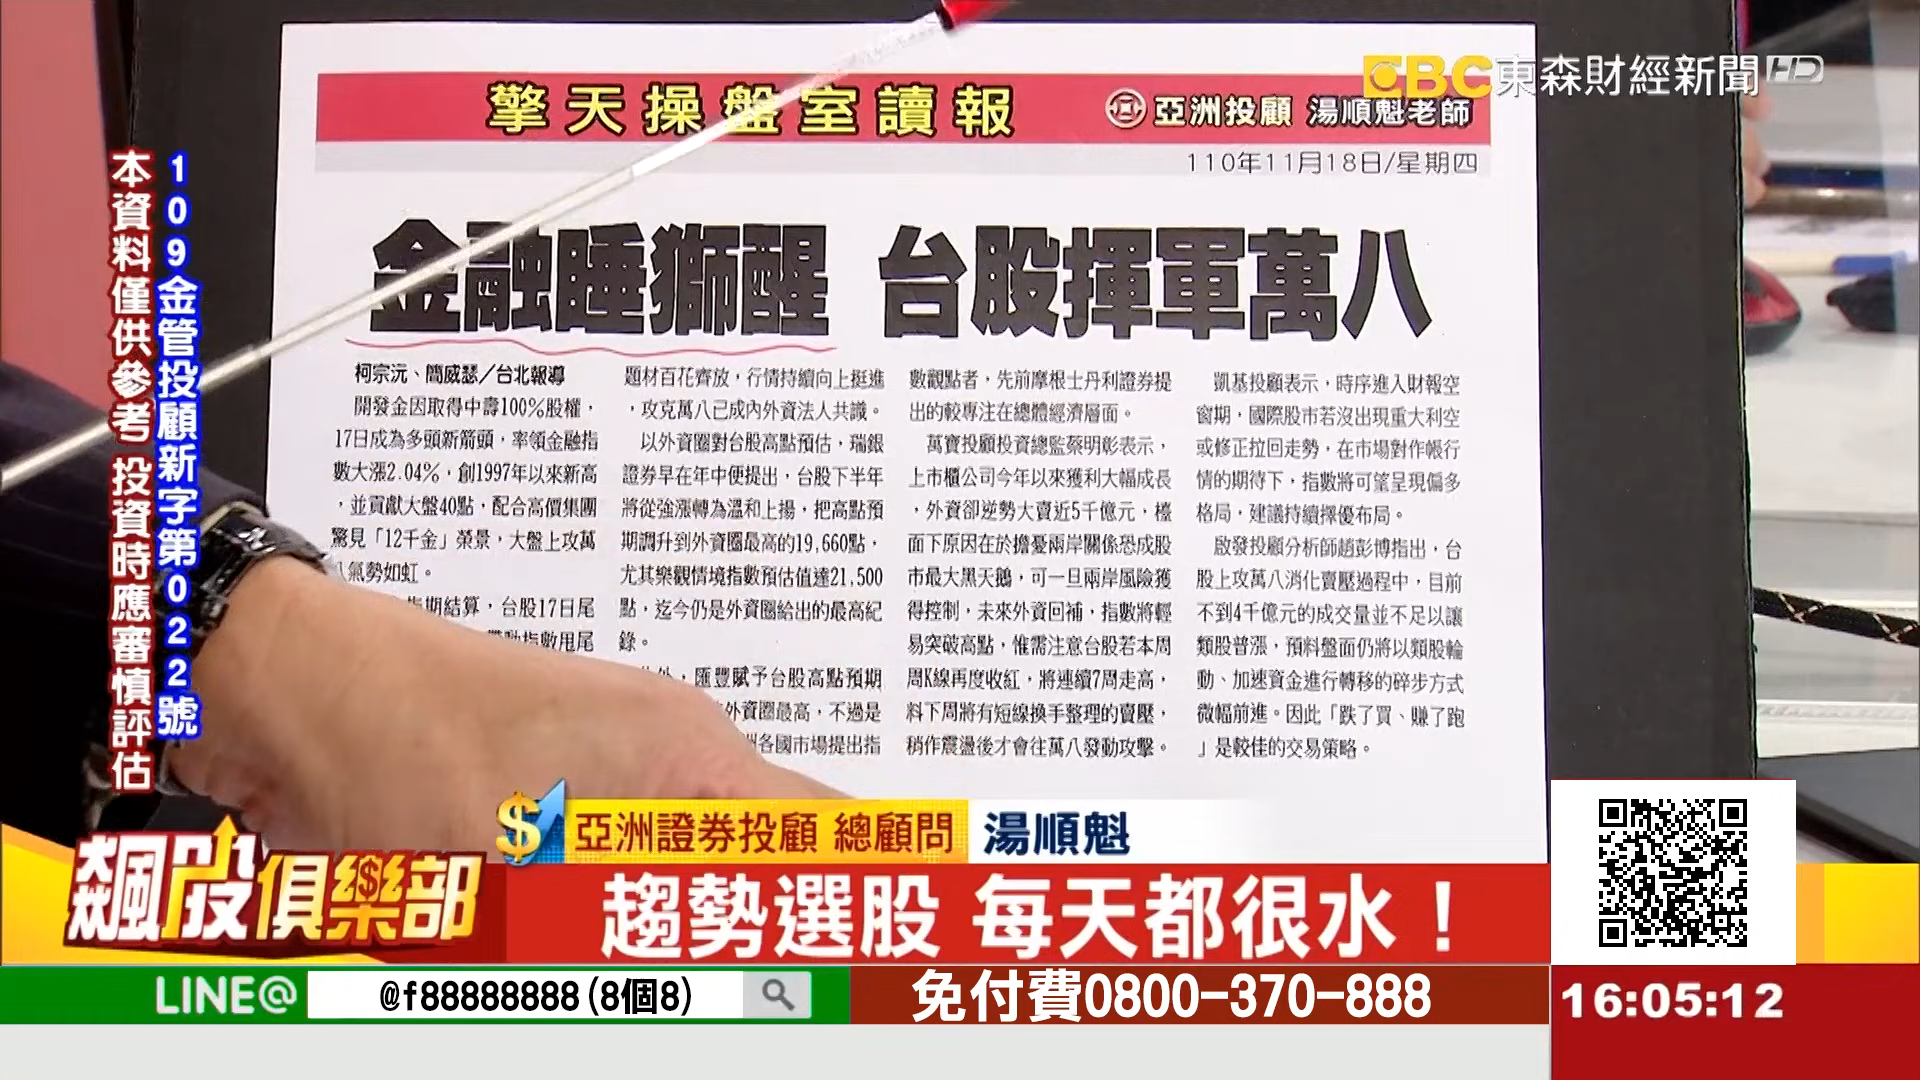 EBC東森財經新聞HD
擎天操盤室讀報
亞洲投顧 湯順魁老師
110年11月18日/星期四
金融睡獅醒 台股揮軍萬八
柯宗沅、簡威瑟／台北報導
開發金因取得中壽100%股權，
17日成為多頭新箭頭，率領金融指
數大漲2.04%，創1997年以來新高
，並貢獻大盤40點，配合高價集團
驚見「12千金」榮景，大盤上攻萬
八氣勢如虹。
指期結算，台股17日尾
帶動指數甩尾
題材百花齊放，行情持續向上挺進
，攻克萬八已成內外資法人共識。
以外資圈對台股高點預估，瑞銀
證券早在年中便提出，台股下半年
將從強漲轉為溫和上揚，把高點預
期調升到外資圈最高的19,660點，
尤其樂觀情境指數預估值達21,500
點，迄今仍是外資圈給出的最高紀
錄。
此外，匯豐賦予台股高點預期
外資圈最高，不過是
各國市場提出指
數觀點者，先前摩根士丹利證券提
出的較專注在總體經濟層面。
萬寶投顧投資總監蔡明彰表示，
上市櫃公司今年以來獲利大幅成長
，外資卻逆勢大賣近5千億元，檯
面下原因在於擔憂兩岸關係恐成股
市最大黑天鵝，可一旦兩岸風險獲
得控制，未來外資回補，指數將輕
易突破高點，惟需注意台股若本周
周K線再度收紅，將連續7周走高，
料下周將有短線換手整理的賣壓，
稍作震盪後才會往萬八發動攻擊。
凱基投顧表示，時序進入財報空
窗期，國際股市若沒出現重大利空
或修正拉回走勢，在市場對作帳行
情的期待下，指數將可望呈現偏多
格局，建議持續擇優布局。
啟發投顧分析師趙彭博指出，台
股上攻萬八消化賣壓過程中，目前
不到4千億元的成交量並不足以讓
類股普漲，預料盤面仍將以類股輪
動、加速資金進行轉移的碎步方式
微幅前進。因此「跌了買、賺了跑
」是較佳的交易策略。
109金管投顧新字第022號
本資料僅供參考 投資時應審慎評估
飆股俱樂部
亞洲證券投顧 總顧問 湯順魁
趨勢選股 每天都很水！
LINE@ @f88888888(8個8)
免付費0800-370-888
16:05:12